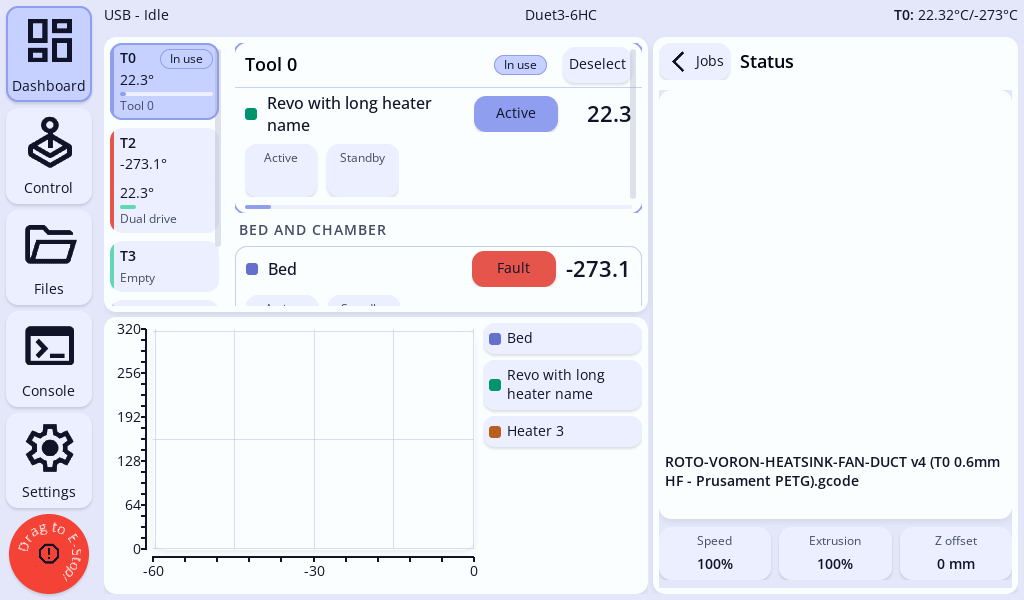 USB - Idle
Duet3-6HC
T0: 22.32°C/-273°C
Dashboard
Control
Files
Console
Settings
Drag to E-Stop!
T0
In use
22.3°
Tool 0
T2
-273.1°
22.3°
Dual drive
T3
Empty
Tool 0
In use
Deselect
Revo with long heater
name
Active
22.3
Active
Standby
BED AND CHAMBER
Bed
Fault
-273.1
320
256
192
128
64
0
-60
-30
0
Bed
Revo with long
heater name
Heater 3
Jobs
Status
ROTO-VORON-HEATSINK-FAN-DUCT v4 (T0 0.6mm
HF - Prusament PETG).gcode
Speed
100%
Extrusion
100%
Z offset
0 mm